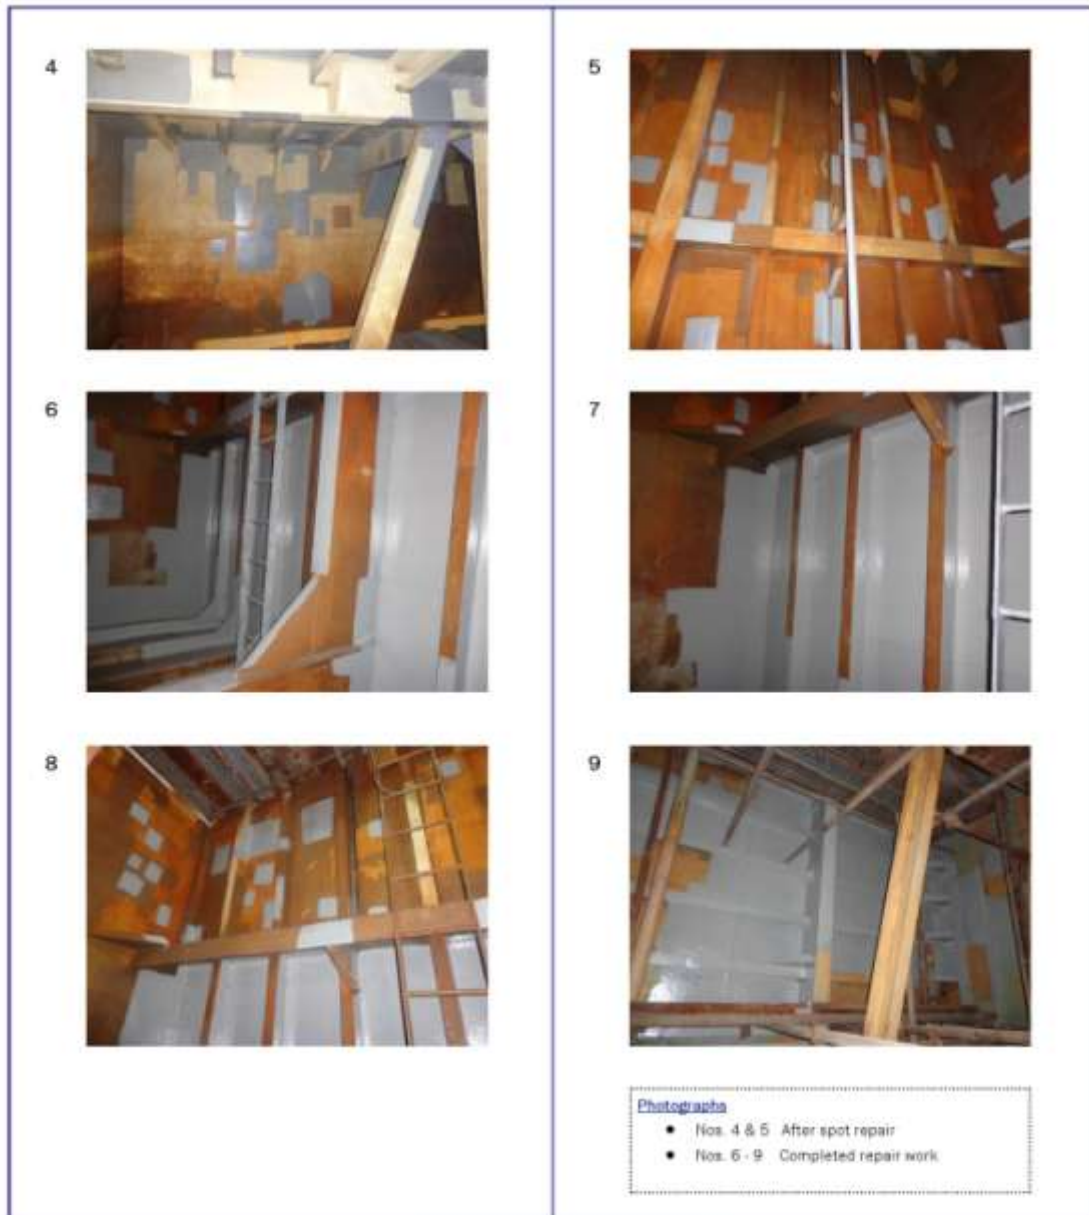 4
5
6
7
8
9
Photographs
● Nos. 4 & 5 After spot repair
● Nos. 6 - 9 Completed repair work